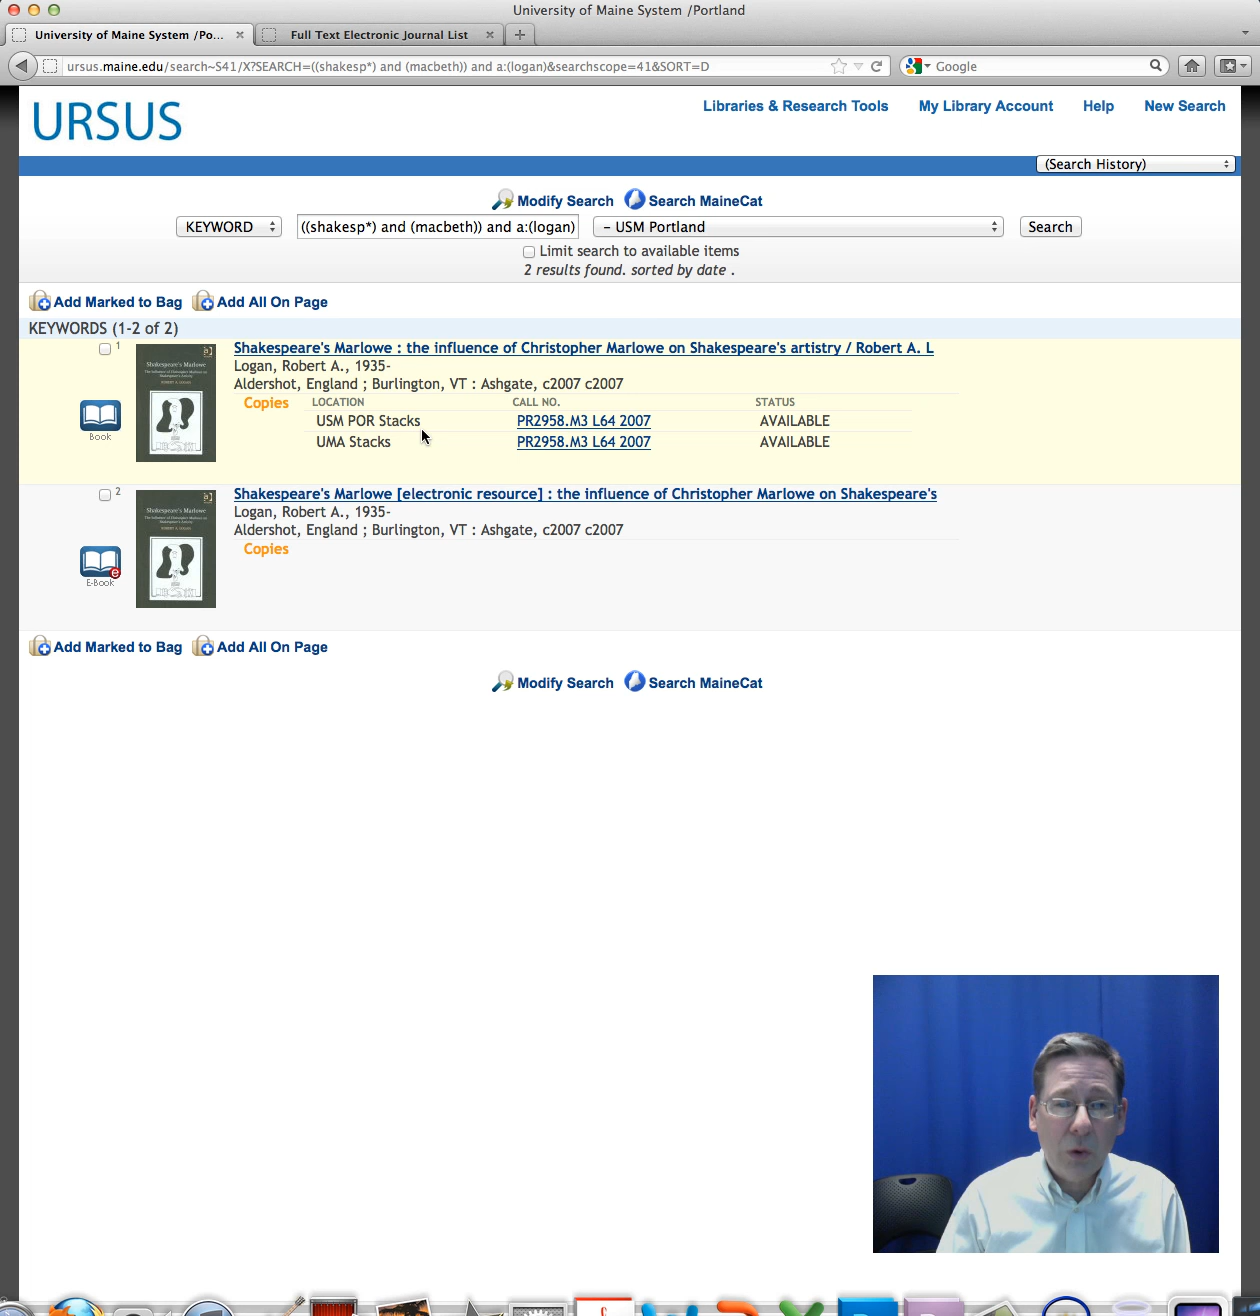 University of Maine System /Portland
University of Maine System /Po...
Full Text Electronic Journal List
ursus.maine.edu/search~S41/X?SEARCH=((shakesp*) and (macbeth)) and a:(logan)&searchscope=41&SORT=D
Google
URSUS
Libraries & Research Tools My Library Account Help New Search
(Search History)
Modify Search Search MaineCat
KEYWORD ((shakesp*) and (macbeth)) and a:(logan) – USM Portland Search
Limit search to available items
2 results found. sorted by date .
Add Marked to Bag Add All On Page
KEYWORDS (1-2 of 2)
1
Shakespeare's Marlowe
ROBERT A. LOGAN
Book
Shakespeare's Marlowe : the influence of Christopher Marlowe on Shakespeare's artistry / Robert A. L
Logan, Robert A., 1935-
Aldershot, England ; Burlington, VT : Ashgate, c2007 c2007
Copies LOCATION CALL NO. STATUS
USM POR Stacks PR2958.M3 L64 2007 AVAILABLE
UMA Stacks PR2958.M3 L64 2007 AVAILABLE
2
Shakespeare's Marlowe
ROBERT A. LOGAN
E-Book
Shakespeare's Marlowe [electronic resource] : the influence of Christopher Marlowe on Shakespeare's
Logan, Robert A., 1935-
Aldershot, England ; Burlington, VT : Ashgate, c2007 c2007
Copies
Add Marked to Bag Add All On Page
Modify Search Search MaineCat